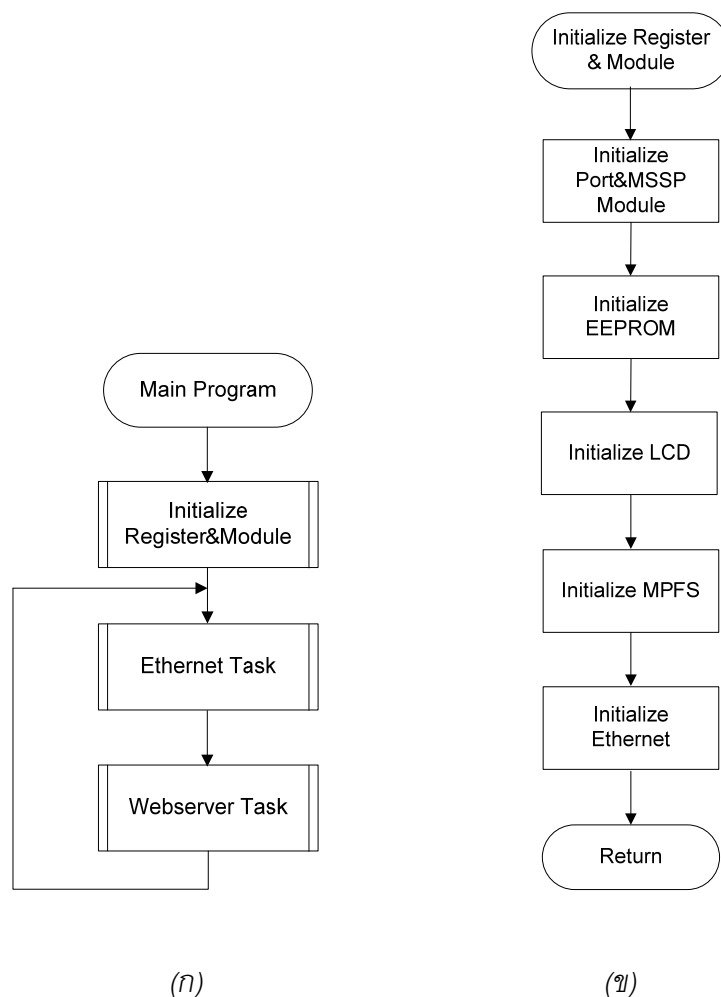 Main Program
Initialize
Register&Module
Ethernet Task
Webserver Task
(ก)
Initialize Register
& Module
Initialize
Port&MSSP
Module
Initialize
EEPROM
Initialize LCD
Initialize MPFS
Initialize
Ethernet
Return
(ข)